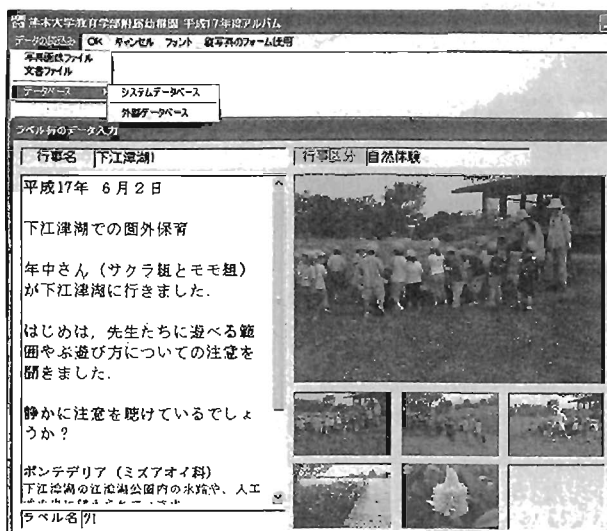 大学教育学部附属幼稚園 平成17年度アルバム
データの読込み OK キャンセル フォント 縦写真のフォーム使用
写真画像ファイル
文書ファイル
データベース システムデータベース
外部データベース
ラベル毎のデータ入力
行事名 下江津湖1 行事区分 自然体験
平成17年 6月2日
下江津湖での園外保育
年中さん(サクラ組とモモ組)
が下江津湖に行きました.
はじめは,先生たちに遊べる範
囲やぶ遊び方についての注意を
聞きました.
静かに注意を聴けているでしょ
うか?
ポンテデリア(ミズアオイ科)
下江津湖の江津湖公園内の水路や、人工
ラベル名